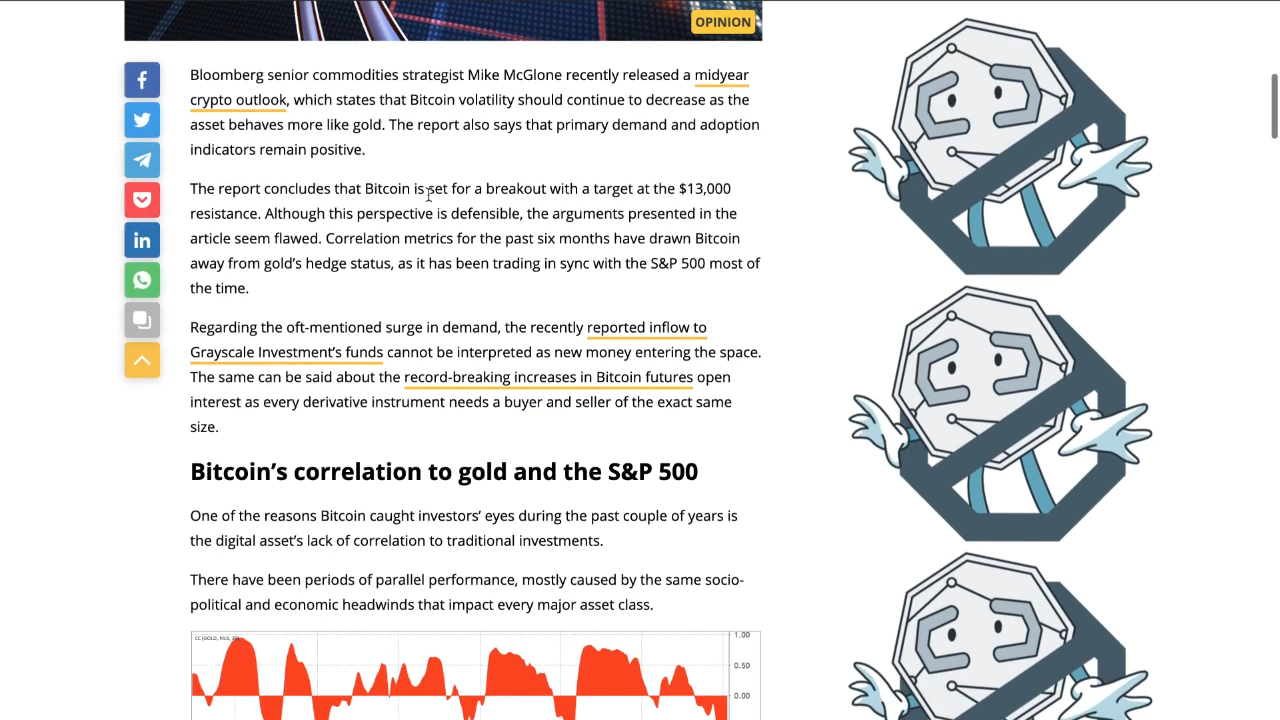 OPINION
Bloomberg senior commodities strategist Mike McGlone recently released a midyear
crypto outlook, which states that Bitcoin volatility should continue to decrease as the
asset behaves more like gold. The report also says that primary demand and adoption
indicators remain positive.
The report concludes that Bitcoin is set for a breakout with a target at the $13,000
resistance. Although this perspective is defensible, the arguments presented in the
article seem flawed. Correlation metrics for the past six months have drawn Bitcoin
away from gold’s hedge status, as it has been trading in sync with the S&P 500 most of
the time.
Regarding the oft-mentioned surge in demand, the recently reported inflow to
Grayscale Investment’s funds cannot be interpreted as new money entering the space.
The same can be said about the record-breaking increases in Bitcoin futures open
interest as every derivative instrument needs a buyer and seller of the exact same
size.
Bitcoin’s correlation to gold and the S&P 500
One of the reasons Bitcoin caught investors’ eyes during the past couple of years is
the digital asset’s lack of correlation to traditional investments.
There have been periods of parallel performance, mostly caused by the same socio-
political and economic headwinds that impact every major asset class.
1.00
0.50
0.00